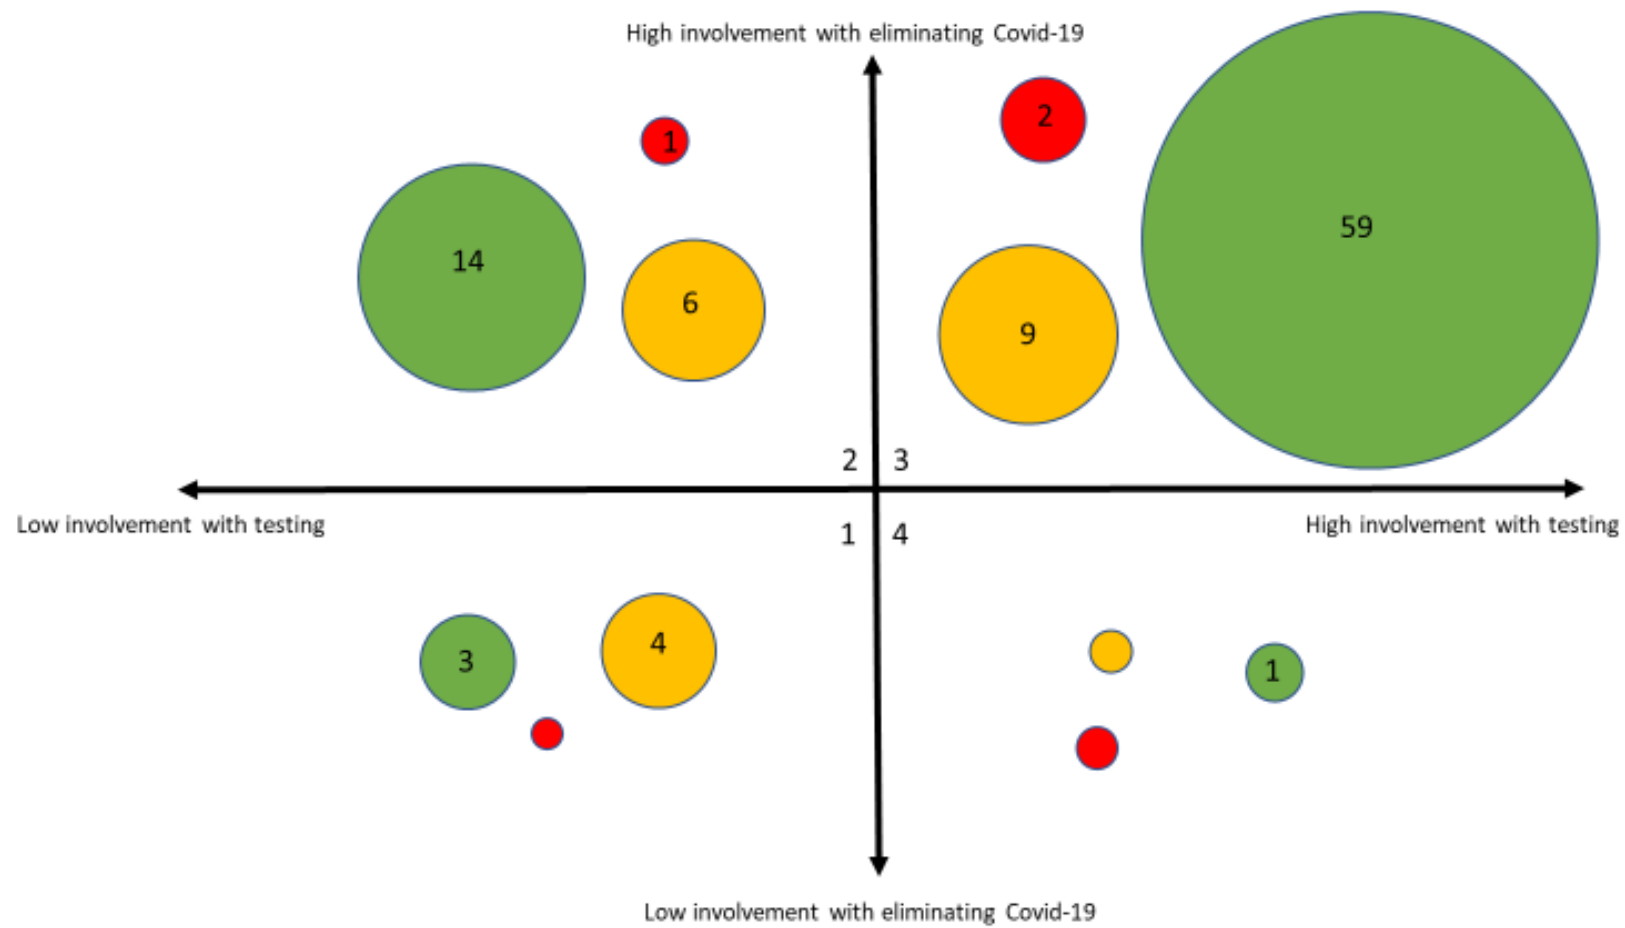 High involvement with eliminating Covid-19
1
2
14
6
9
59
2 3
Low involvement with testing
High involvement with testing
1 4
3
4
1
Low involvement with eliminating Covid-19